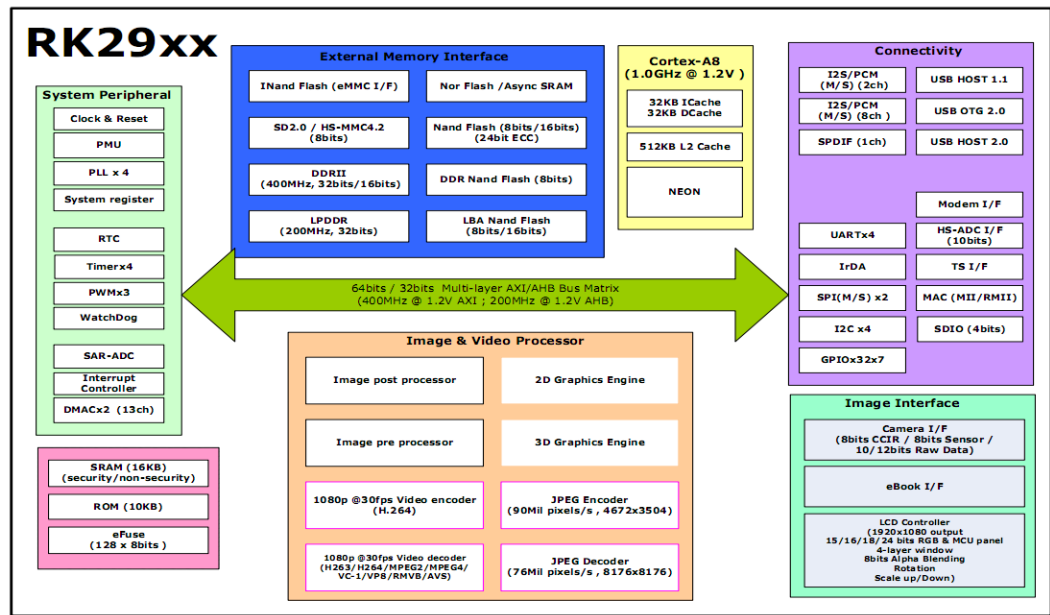 RK29xx
System Peripheral
Clock & Reset
PMU
PLL x 4
System register
RTC
Timerx4
PWMx3
WatchDog
SAR-ADC
Interrupt
Controller
DMACx2 (13ch)
SRAM (16KB)
(security/non-security)
ROM (10KB)
eFuse
(128 x 8bits )
External Memory Interface
INand Flash (eMMC I/F)
Nor Flash /Async SRAM
SD2.0 / HS-MMC4.2
(8bits)
Nand Flash (8bits/16bits)
(24bit ECC)
DDRII
(400MHz, 32bits/16bits)
DDR Nand Flash (8bits)
LPDDR
(200MHz, 32bits)
LBA Nand Flash
(8bits/16bits)
Cortex-A8
(1.0GHz @ 1.2V )
32KB ICache
32KB DCache
512KB L2 Cache
NEON
64bits / 32bits Multi-layer AXI/AHB Bus Matrix
(400MHz @ 1.2V AXI ; 200MHz @ 1.2V AHB)
Image & Video Processor
Image post processor
2D Graphics Engine
Image pre processor
3D Graphics Engine
1080p @30fps Video encoder
(H.264)
JPEG Encoder
(90Mil pixels/s , 4672x3504)
1080p @30fps Video decoder
(H263/H264/MPEG2/MPEG4/
VC-1/VP8/RMVB/AVS)
JPEG Decoder
(76Mil pixels/s , 8176x8176)
Connectivity
I2S/PCM
(M/S) (2ch)
USB HOST 1.1
I2S/PCM
(M/S) (8ch )
USB OTG 2.0
SPDIF (1ch)
USB HOST 2.0
Modem I/F
UARTx4
HS-ADC I/F
(10bits)
IrDA
TS I/F
SPI(M/S) x2
MAC (MII/RMII)
I2C x4
SDIO (4bits)
GPIOx32x7
Image Interface
Camera I/F
(8bits CCIR / 8bits Sensor /
10/12bits Raw Data)
eBook I/F
LCD Controller
(1920x1080 output
15/16/18/24 bits RGB & MCU panel
4-layer window
8bits Alpha Blending
Rotation
Scale up/Down)